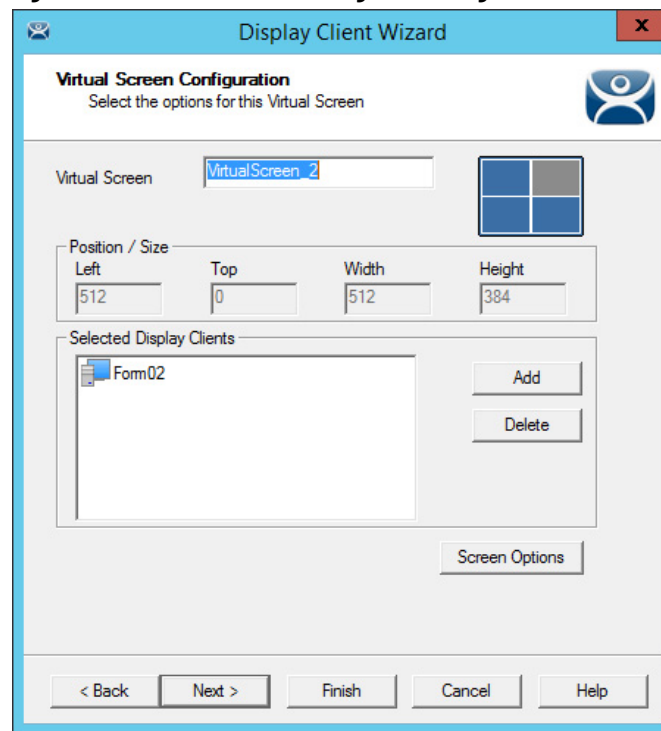 Display Client Wizard
x
Virtual Screen Configuration
Select the options for this Virtual Screen
Virtual Screen
VirtualScreen_2
Position / Size
Left Top Width Height
512 0 512 384
Selected Display Clients
Form02
Add
Delete
Screen Options
< Back Next > Finish Cancel Help